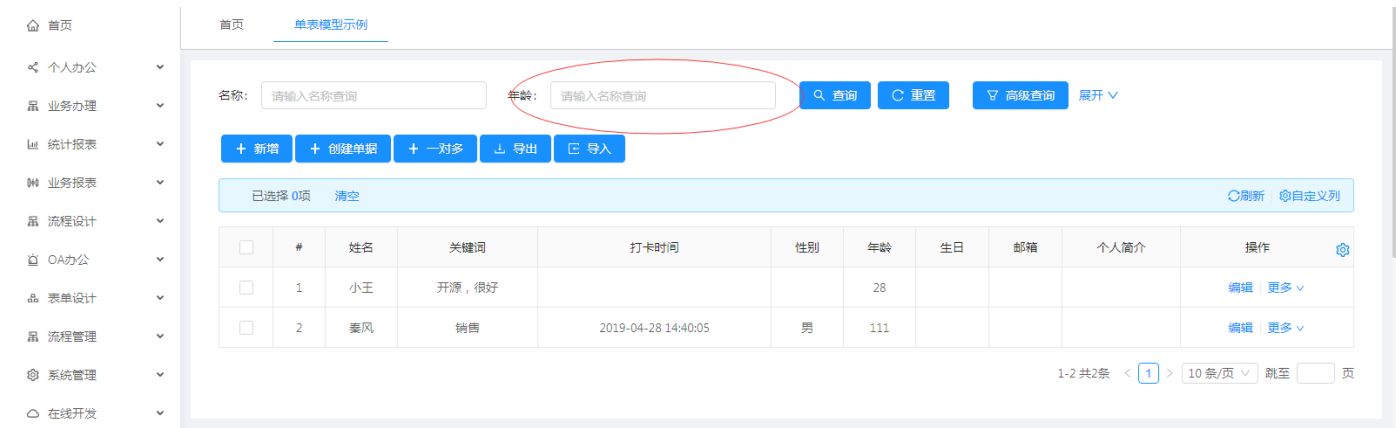 首页
个人办公
业务办理
统计报表
业务报表
流程设计
OA办公
表单设计
流程管理
系统管理
在线开发
首页 单表模型示例
名称： 请输入名称查询 年龄： 请输入名称查询 查询 重置 高级查询 展开
新增 创建单据 一对多 导出 导入
已选择 0项 清空 刷新 自定义列
# 姓名 关键词 打卡时间 性别 年龄 生日 邮箱 个人简介 操作
1 小王 开源，很好 28 编辑 更多
2 秦风 销售 2019-04-28 14:40:05 男 111 编辑 更多
1-2 共2条 < 1 > 10 条/页 跳至 页